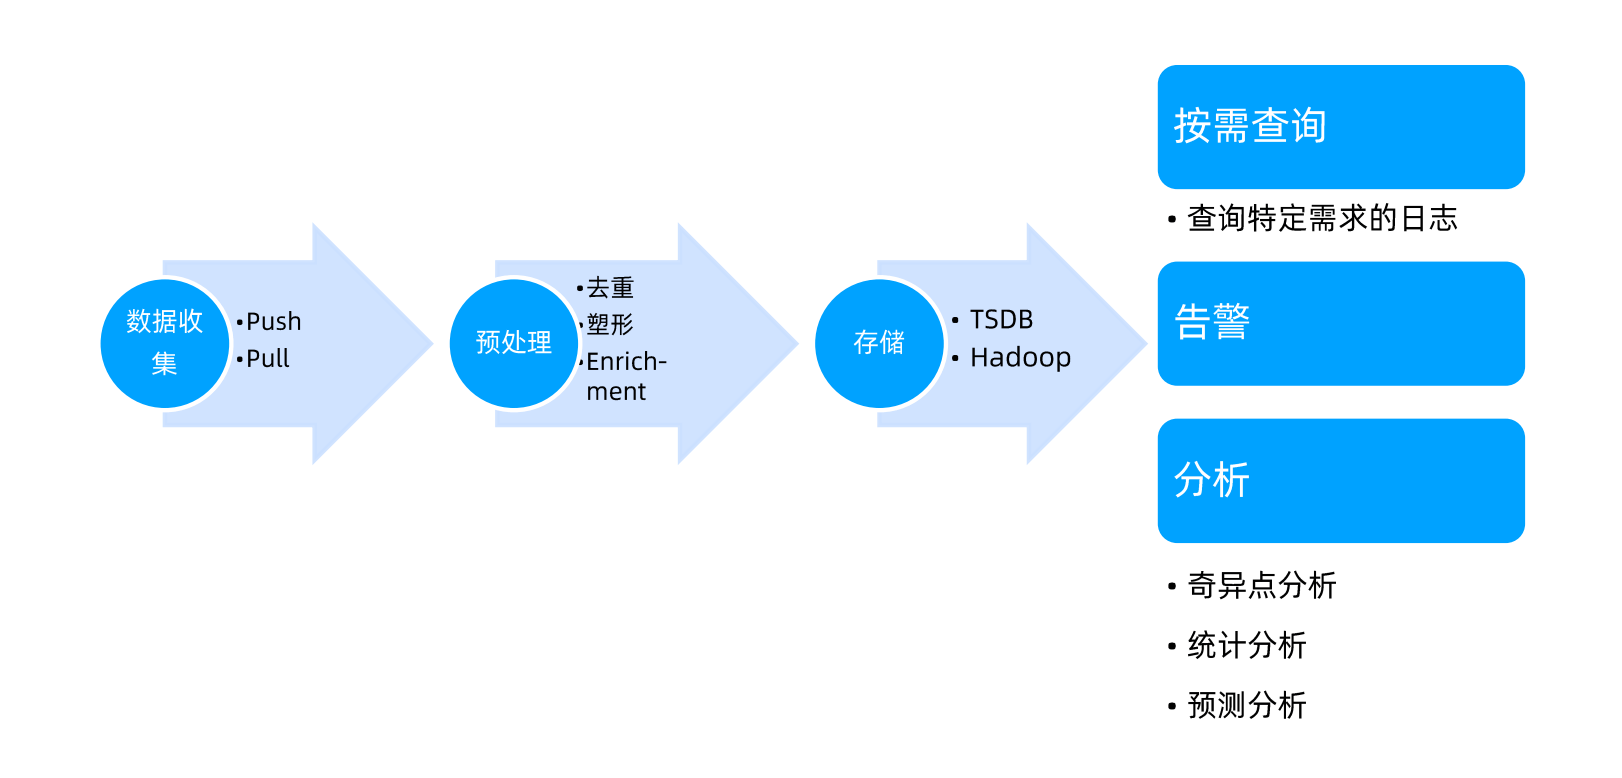 数据收
集
•Push
•Pull
预处理
•去重
•塑形
•Enrich-
ment
存储
• TSDB
• Hadoop
按需查询
• 查询特定需求的日志
告警
分析
• 奇异点分析
• 统计分析
• 预测分析